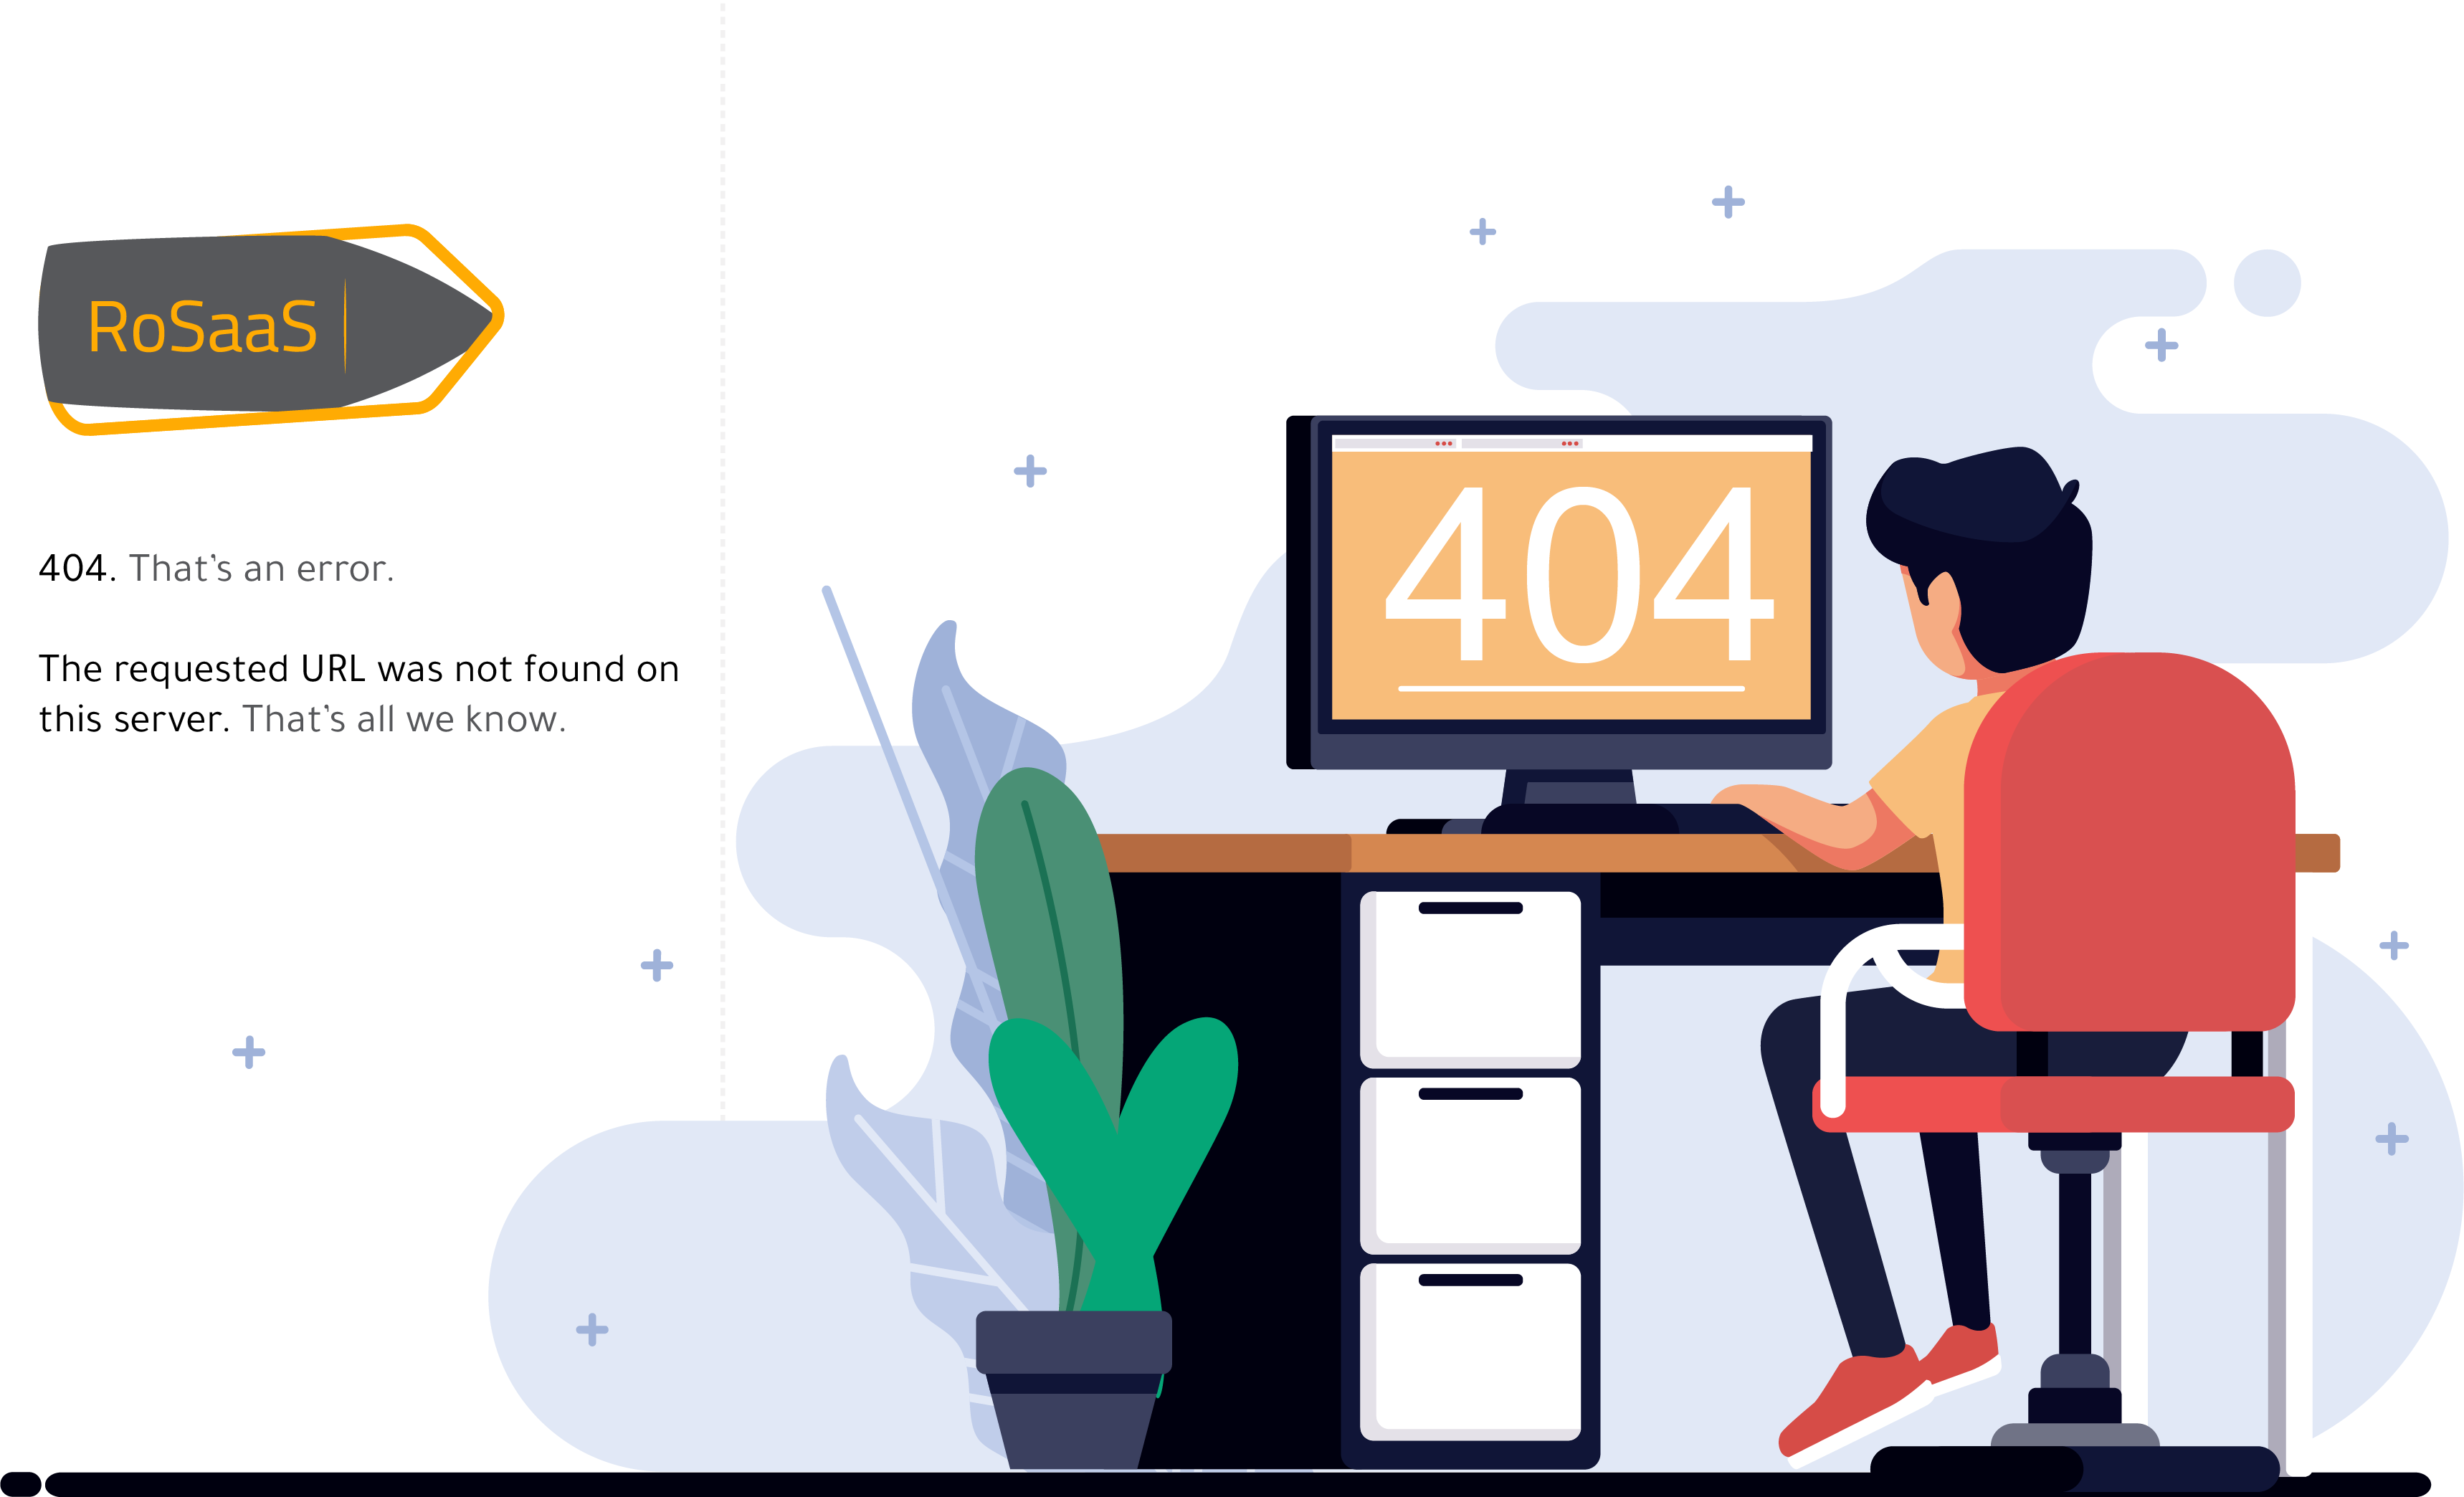 RoSaaS
404. That's an error.
The requested URL was not found on
this server. That's all we know.
404